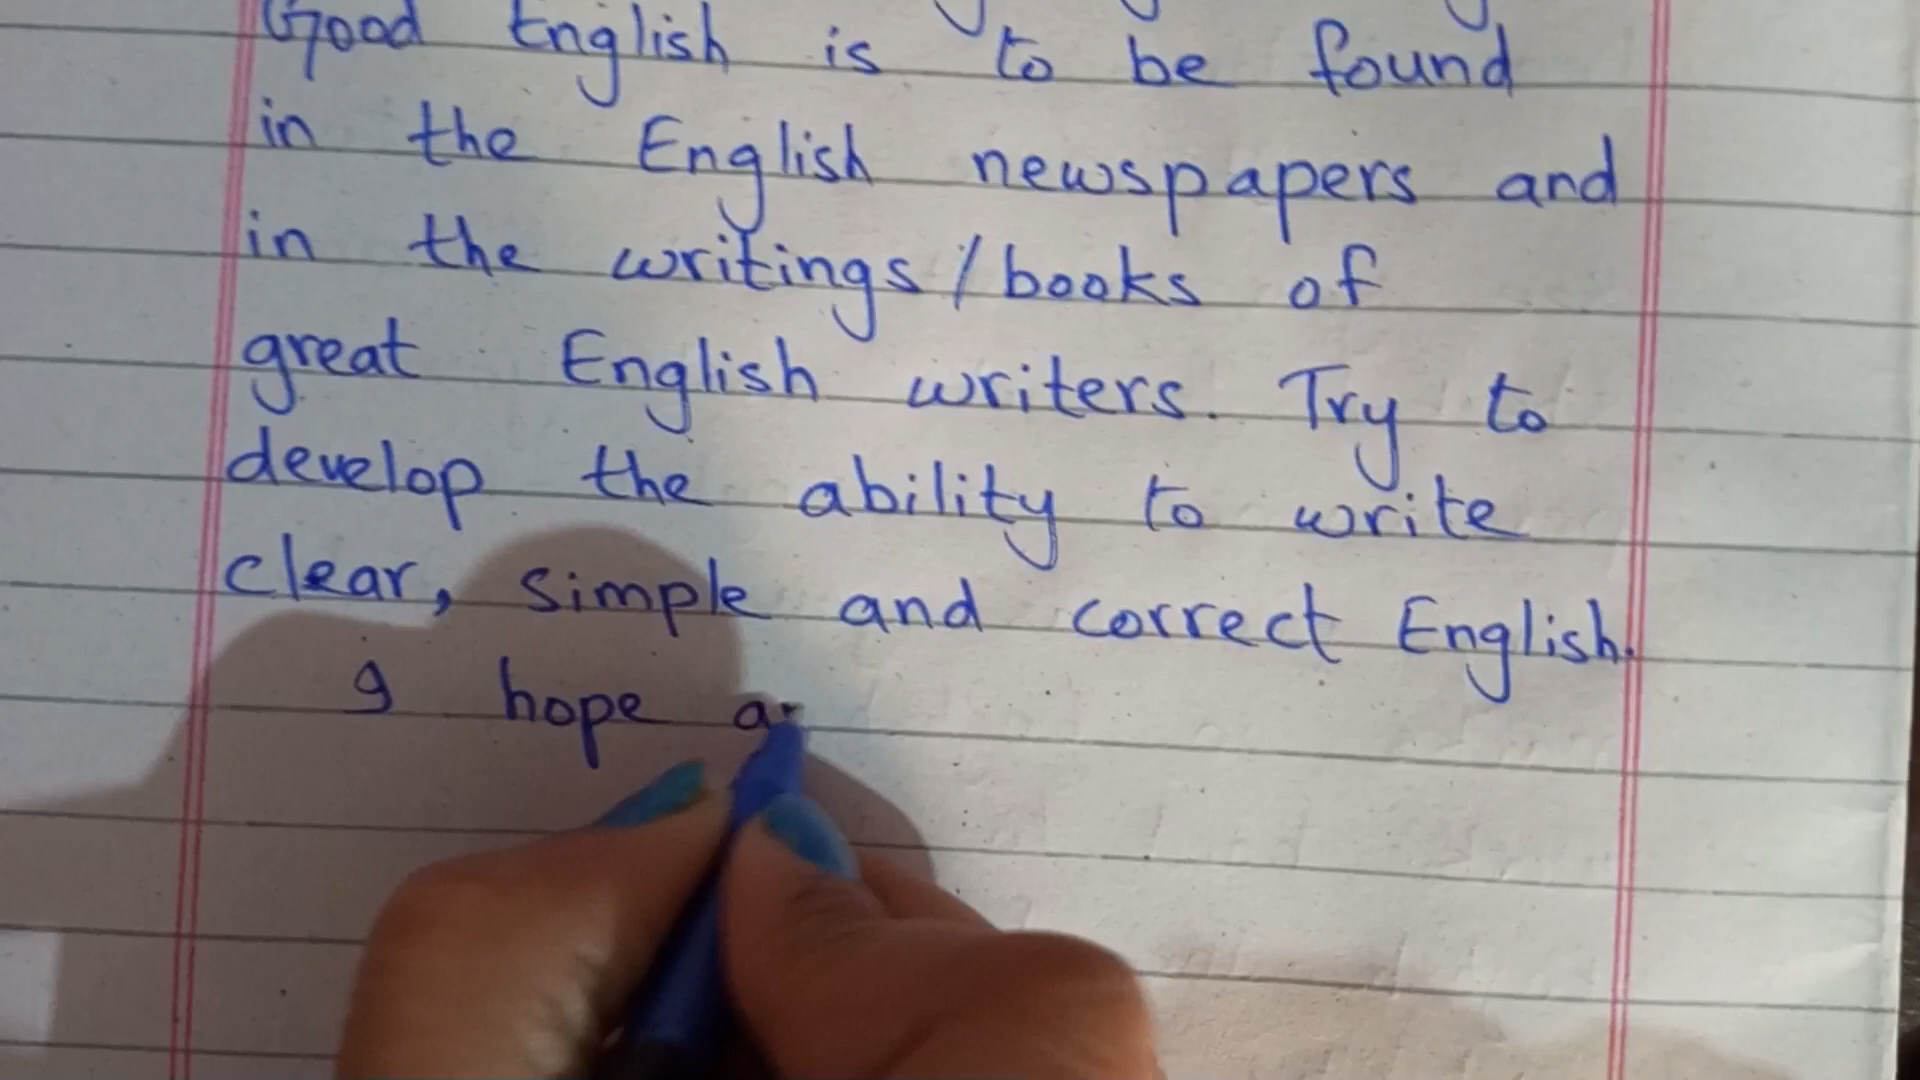 Good English is to be found
in the English newspapers and
in the writings/books of
great English writers. Try to
develop the ability to write
clear, simple and correct English.
I hope